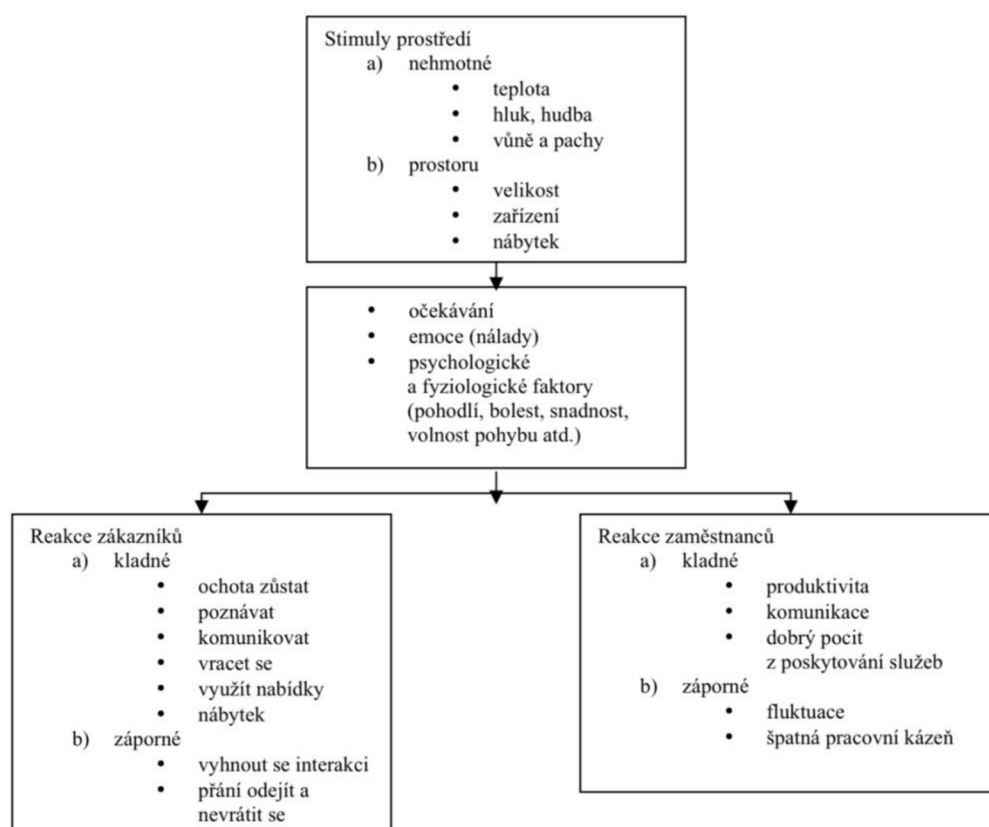 Stimuly prostředí
a) nehmotné
• teplota
• hluk, hudba
• vůně a pachy
b) prostoru
• velikost
• zařízení
• nábytek
• očekávání
• emoce (nálady)
• psychologické
a fyziologické faktory
(pohodlí, bolest, snadnost,
volnost pohybu atd.)
Reakce zákazníků
a) kladné
• ochota zůstat
• poznávat
• komunikovat
• vracet se
• využít nabídky
• nábytek
b) záporné
• vyhnout se interakci
• přání odejít a
nevrátit se
Reakce zaměstnanců
a) kladné
• produktivita
• komunikace
• dobrý pocit
z poskytování služeb
b) záporné
• fluktuace
• špatná pracovní kázeň